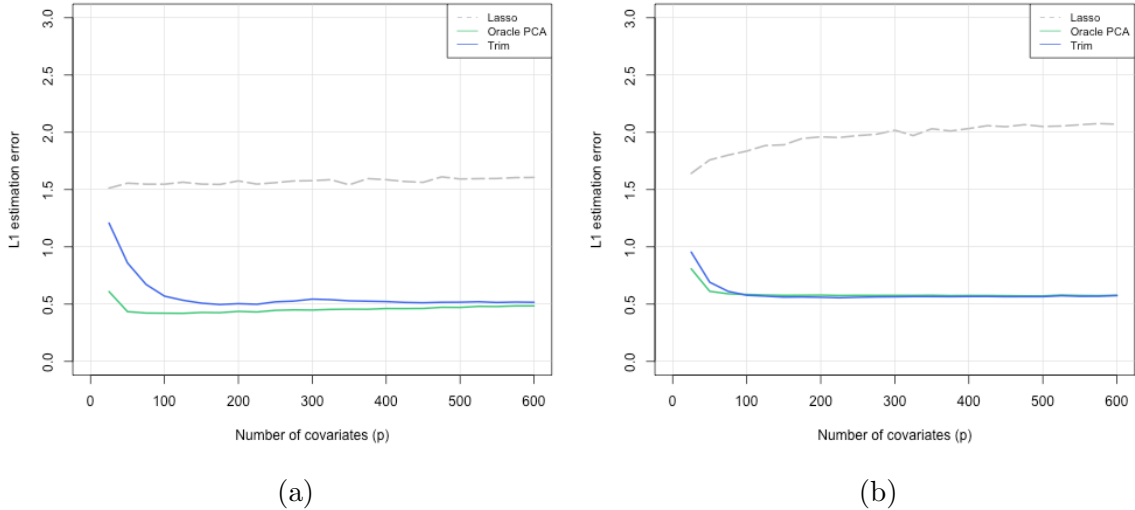 Lasso
Oracle PCA
Trim
3.0
2.5
2.0
1.5
1.0
0.5
0.0
L1 estimation error
0 100 200 300 400 500 600
Number of covariates (p)
(a)
Lasso
Oracle PCA
Trim
3.0
2.5
2.0
1.5
1.0
0.5
0.0
L1 estimation error
0 100 200 300 400 500 600
Number of covariates (p)
(b)